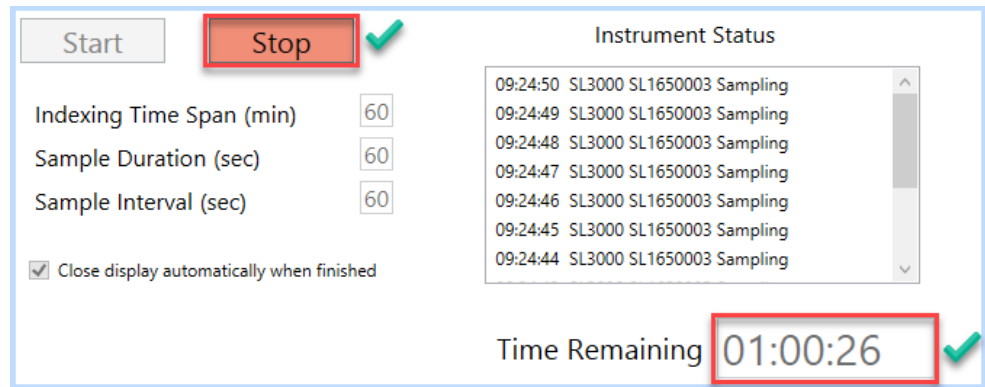 Start
Stop
Indexing Time Span (min) 60
Sample Duration (sec) 60
Sample Interval (sec) 60
Close display automatically when finished
Instrument Status
09:24:50 SL3000 SL1650003 Sampling
09:24:49 SL3000 SL1650003 Sampling
09:24:48 SL3000 SL1650003 Sampling
09:24:47 SL3000 SL1650003 Sampling
09:24:46 SL3000 SL1650003 Sampling
09:24:45 SL3000 SL1650003 Sampling
09:24:44 SL3000 SL1650003 Sampling
Time Remaining 01:00:26